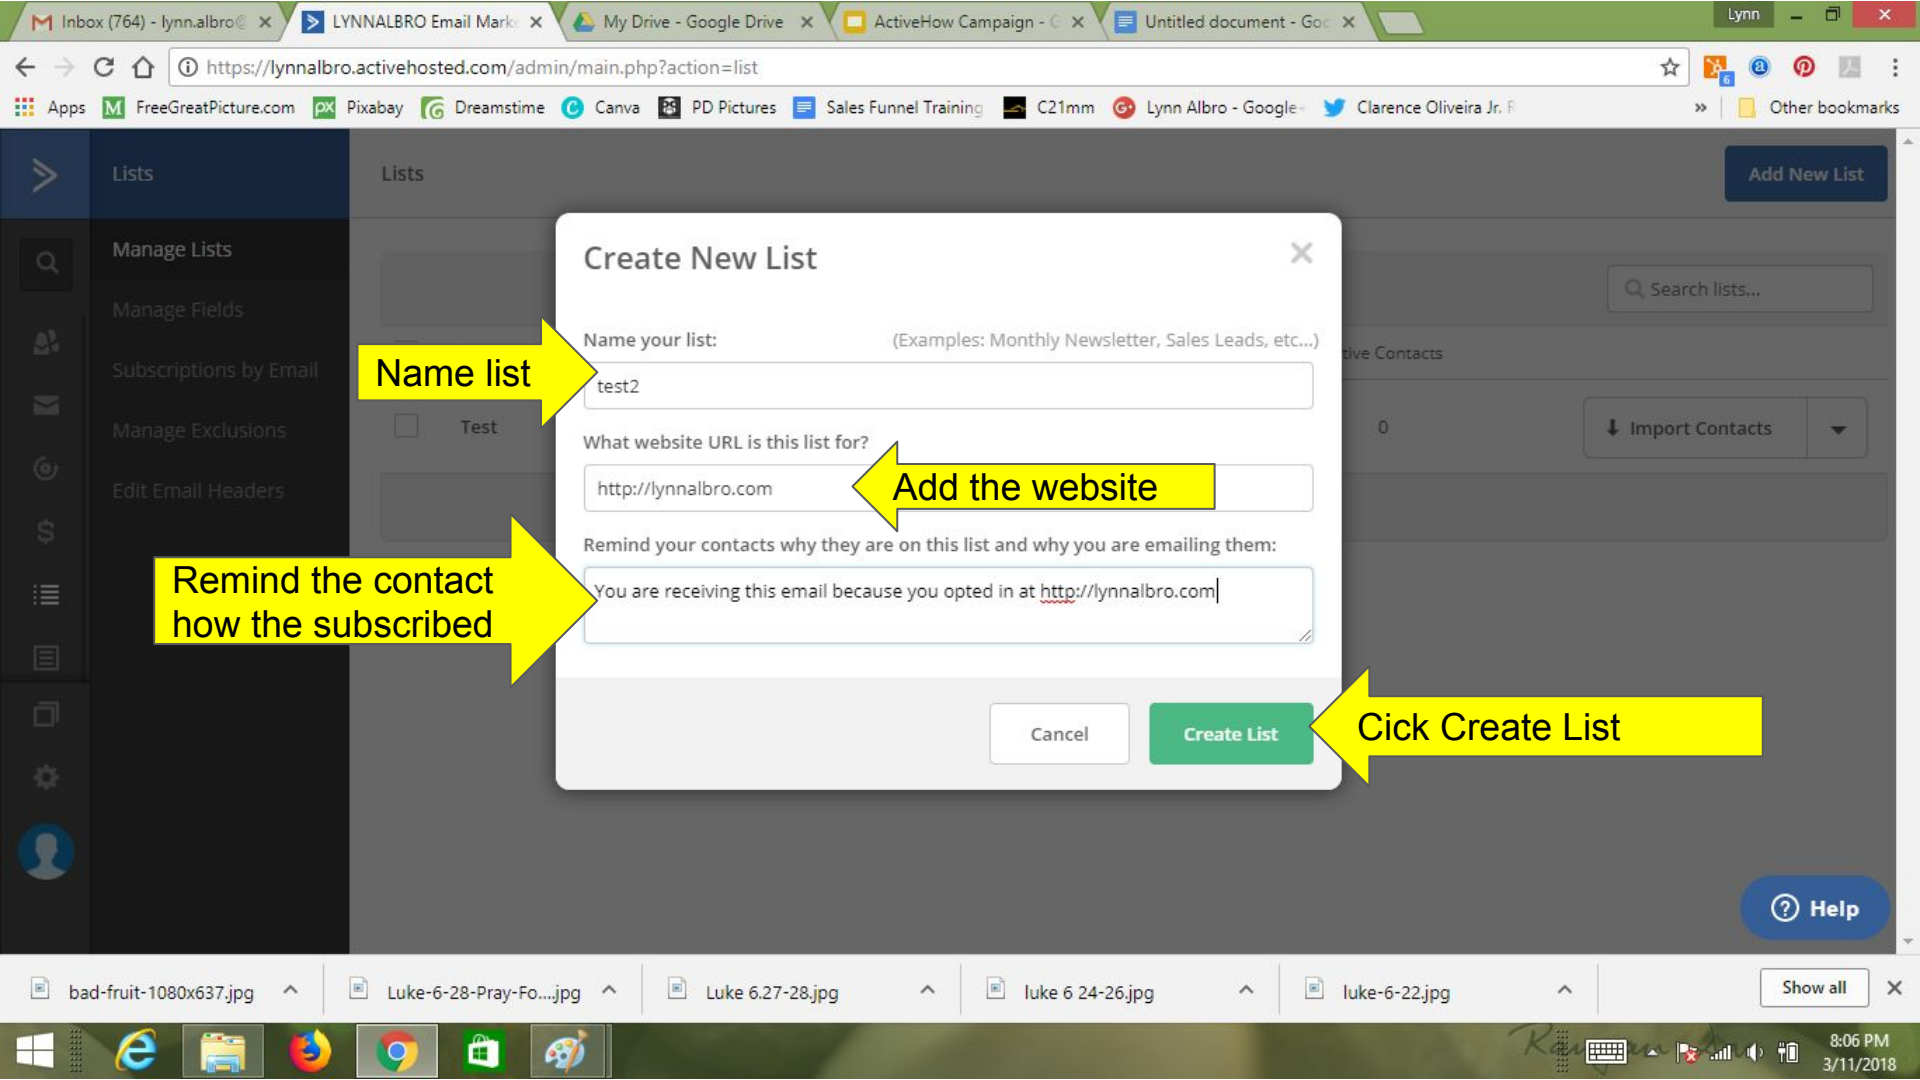 Inbox (764) - lynn.albro@
LYNNALBRO Email Mark
My Drive - Google Drive
ActiveHow Campaign - G
Untitled document - Goo
Lynn
https://lynnalbro.activehosted.com/admin/main.php?action=list
6
Apps
FreeGreatPicture.com
Pixabay
Dreamstime
Canva
PD Pictures
Sales Funnel Training
C21mm
Lynn Albro - Google+
Clarence Oliveira Jr. R
»
Other bookmarks
Lists
Lists
Add New List
Manage Lists
Manage Fields
Subscriptions by Email
Manage Exclusions
Edit Email Headers
Search lists...
tive Contacts
Test
0
Import Contacts
Create New List
Name your list:
(Examples: Monthly Newsletter, Sales Leads, etc...)
Name list
test2
What website URL is this list for?
http://lynnalbro.com
Add the website
Remind your contacts why they are on this list and why you are emailing them:
Remind the contact
how the subscribed
You are receiving this email because you opted in at http://lynnalbro.com
Cancel
Create List
Cick Create List
Help
bad-fruit-1080x637.jpg
Luke-6-28-Pray-Fo....jpg
Luke 6.27-28.jpg
luke 6 24-26.jpg
luke-6-22.jpg
Show all
8:06 PM
3/11/2018